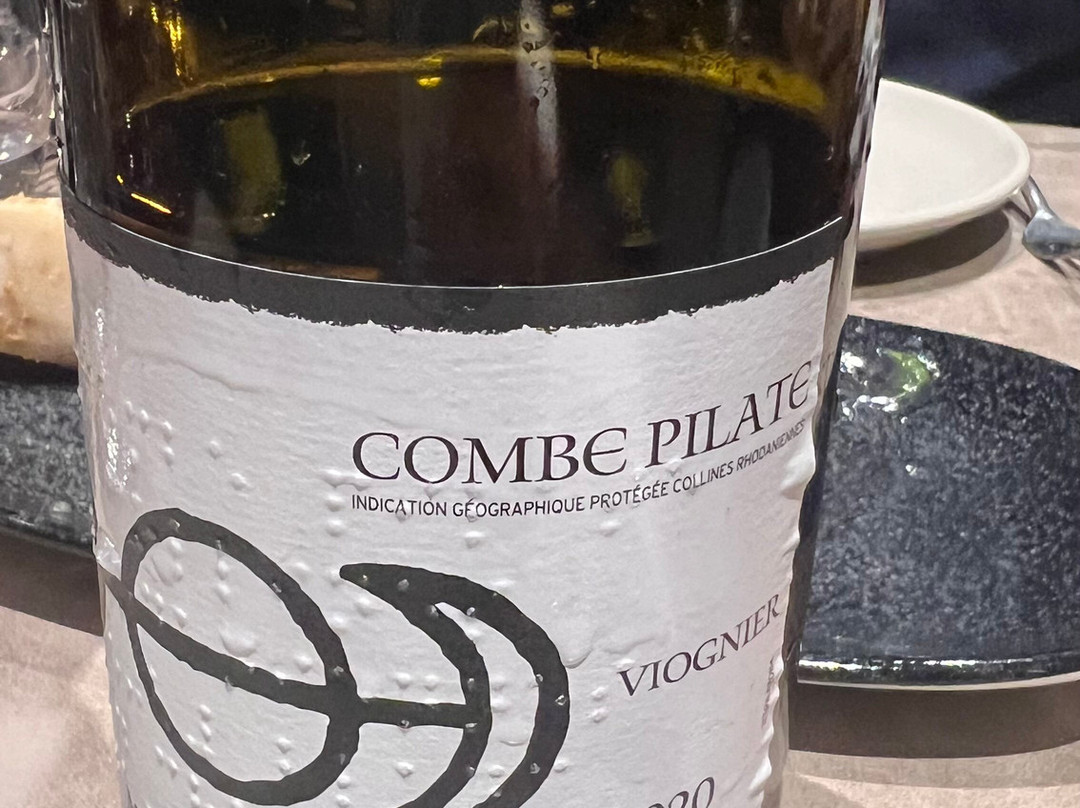 COMBE PILATE
INDICATION GÉOGRAPHIQUE PROTÉGÉE COLLINES RHODANIENNES
VIOGNIER